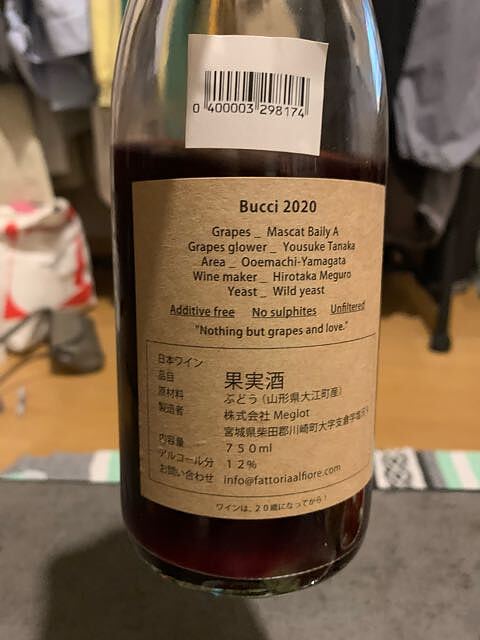 0 400003 298174
Bucci 2020
Grapes _ Mascat Baily A
Grapes glower _ Yousuke Tanaka
Area _ Ooemachi-Yamagata
Wine maker _ Hirotaka Meguro
Yeast _ Wild yeast
Additive free No sulphites Unfiltered
"Nothing but grapes and love."
日本ワイン
品目 果実酒
原材料 ぶどう（山形県大江町産）
製造者 株式会社 Meglot
宮城県柴田郡川崎町大字支倉字塩沢
内容量 750ml
アルコール分 12%
お問い合わせ info@fattoriaalfiore.com
ワインは、20歳になってから！